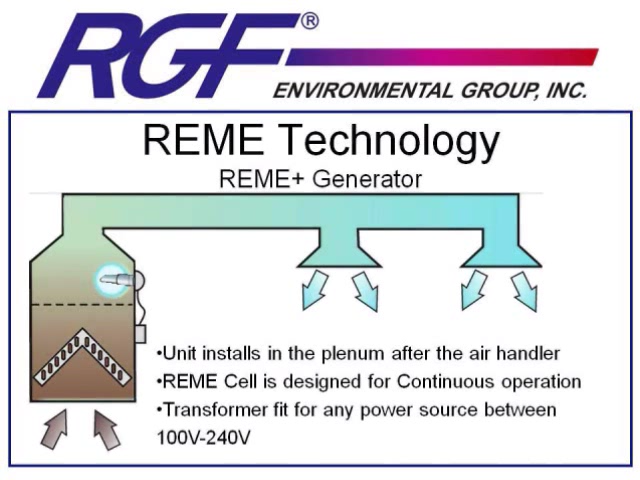 RGF®
ENVIRONMENTAL GROUP, INC.
REME Technology
REME+ Generator
•Unit installs in the plenum after the air handler
•REME Cell is designed for Continuous operation
•Transformer fit for any power source between
100V-240V